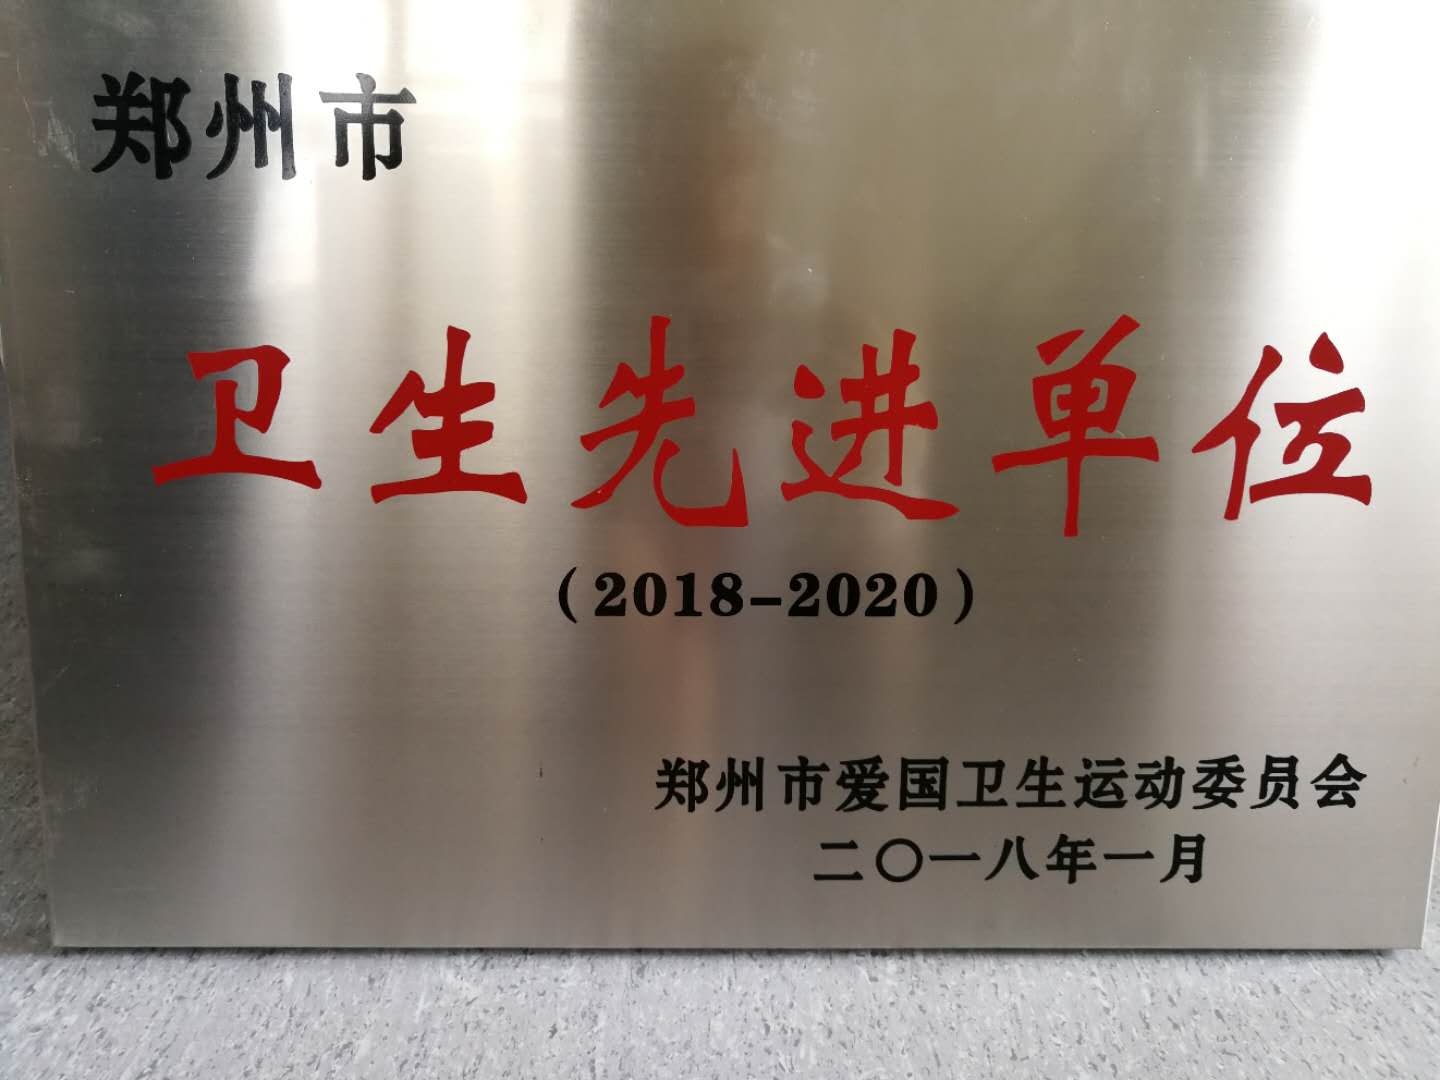 郑州市
卫生先进单位
（2018-2020）
郑州市爱国卫生运动委员会
二〇一八年一月